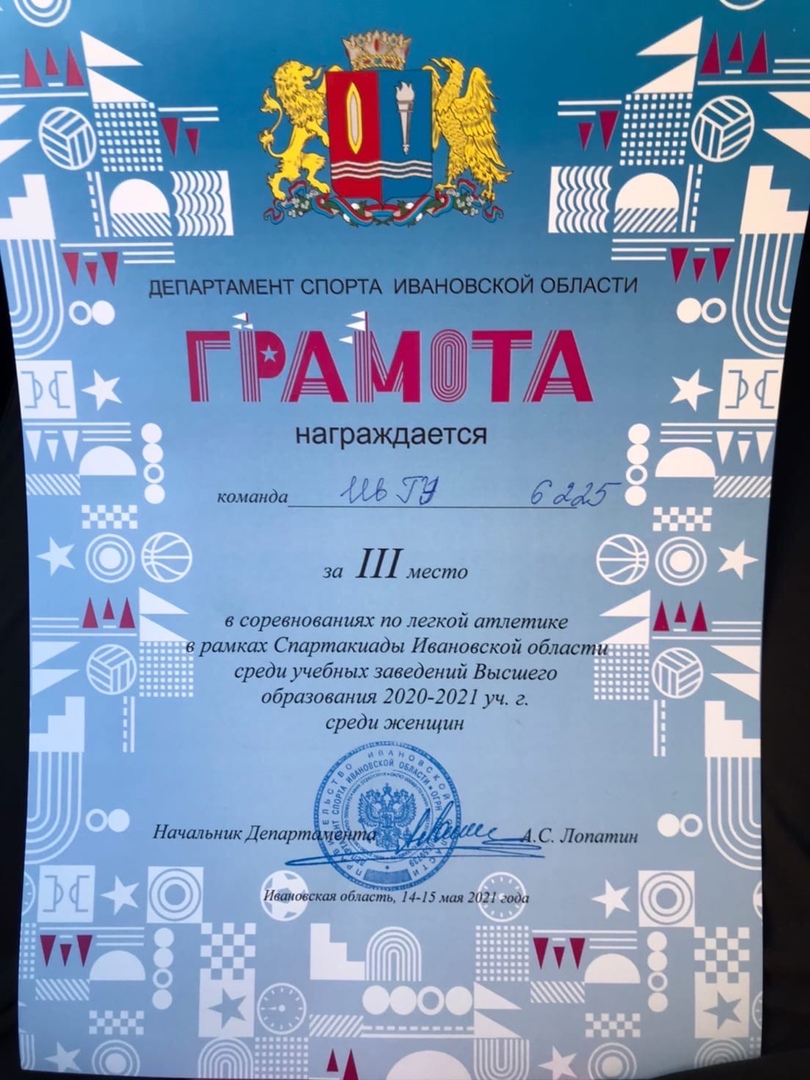 ДЕПАРТАМЕНТ СПОРТА ИВАНОВСКОЙ ОБЛАСТИ
ГРАМОТА
награждается
команда ИвГУ 6225
за III место
в соревнованиях по легкой атлетике
в рамках Спартакиады Ивановской области
среди учебных заведений Высшего
образования 2020-2021 уч. г.
среди женщин
Начальник Департамента А.С. Лопатин
Ивановская область, 14-15 мая 2021 года